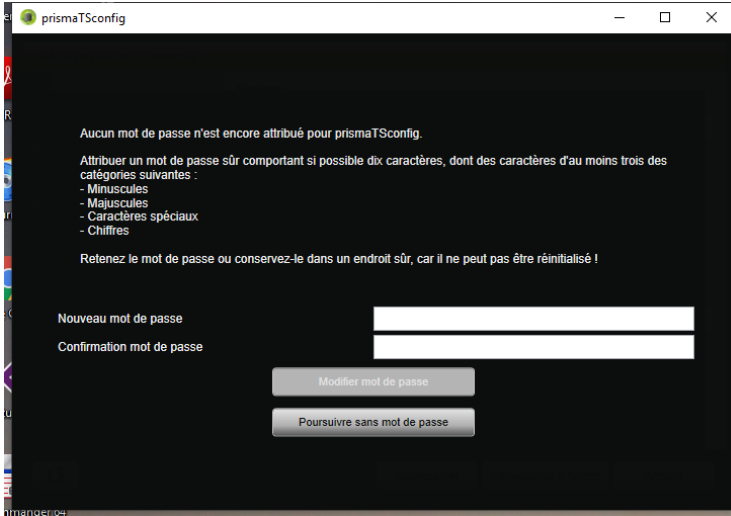 prismaTSconfig
Aucun mot de passe n'est encore attribué pour prismaTSconfig.
Attribuer un mot de passe sûr comportant si possible dix caractères, dont des caractères d'au moins trois des
catégories suivantes :
- Minuscules
- Majuscules
- Caractères spéciaux
- Chiffres
Retenez le mot de passe ou conservez-le dans un endroit sûr, car il ne peut pas être réinitialisé !
Nouveau mot de passe
Confirmation mot de passe
Modifier mot de passe
Poursuivre sans mot de passe